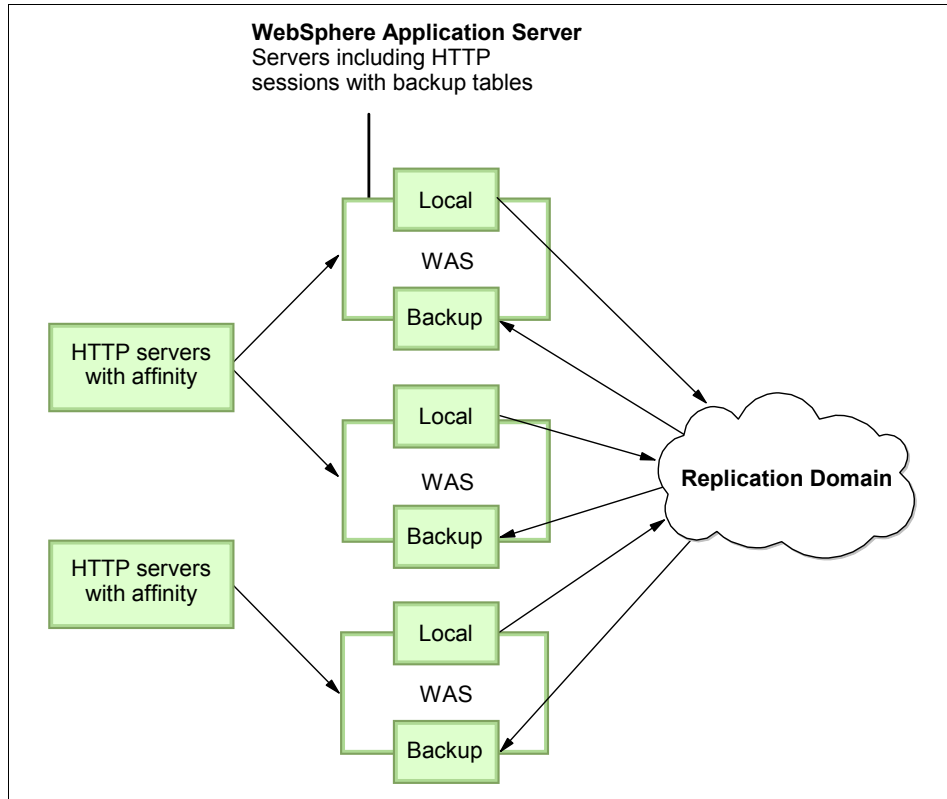 WebSphere Application Server
Servers including HTTP
sessions with backup tables
Local
WAS
Backup
HTTP servers
with affinity
Local
WAS
Backup
Replication Domain
HTTP servers
with affinity
Local
WAS
Backup